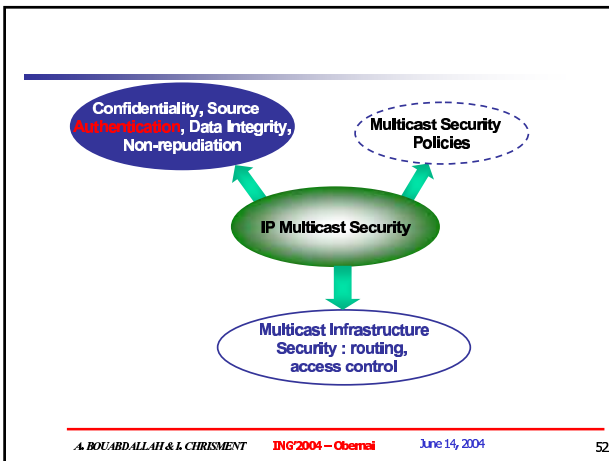 Confidentiality, Source
Authentication, Data Integrity,
Non-repudiation
Multicast Security
Policies
IP Multicast Security
Multicast Infrastructure
Security : routing,
access control
A. BOUABDALLAH & I. CHRISMENT ING'2004 – Obernai June 14, 2004 52